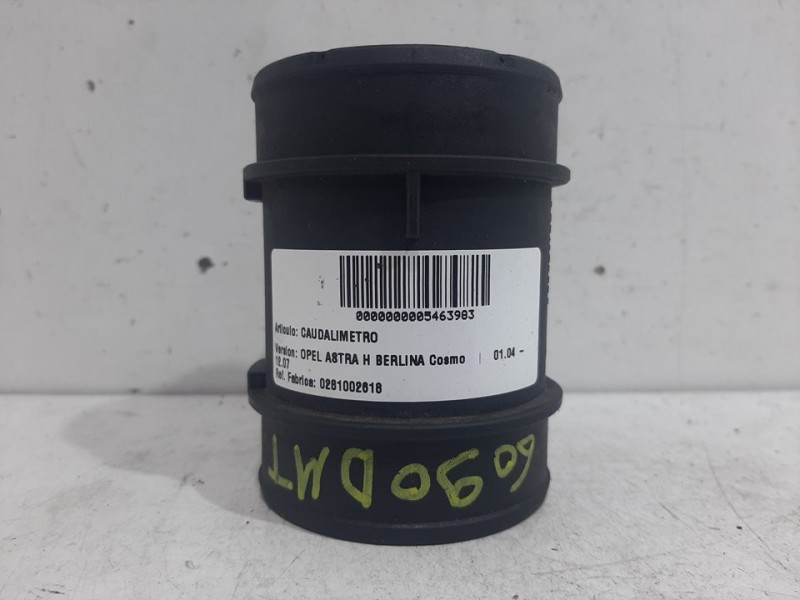 0000000005463983
Articulo: CAUDALIMETRO
Version: OPEL ASTRA H BERLINA Cosmo | 01.04 -
12.07
Ref. Fabrica: 0281002618
6090DMT